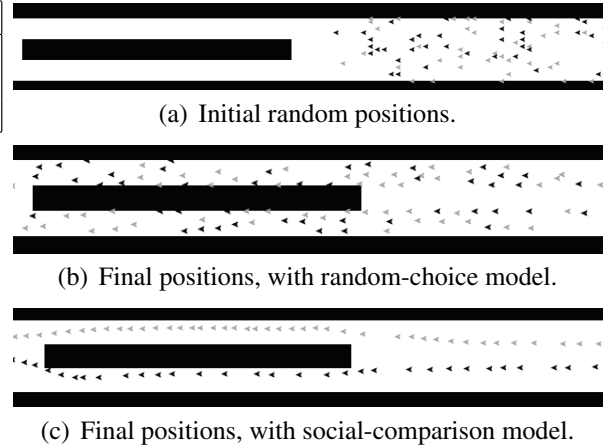 (a) Initial random positions.
(b) Final positions, with random-choice model.
(c) Final positions, with social-comparison model.